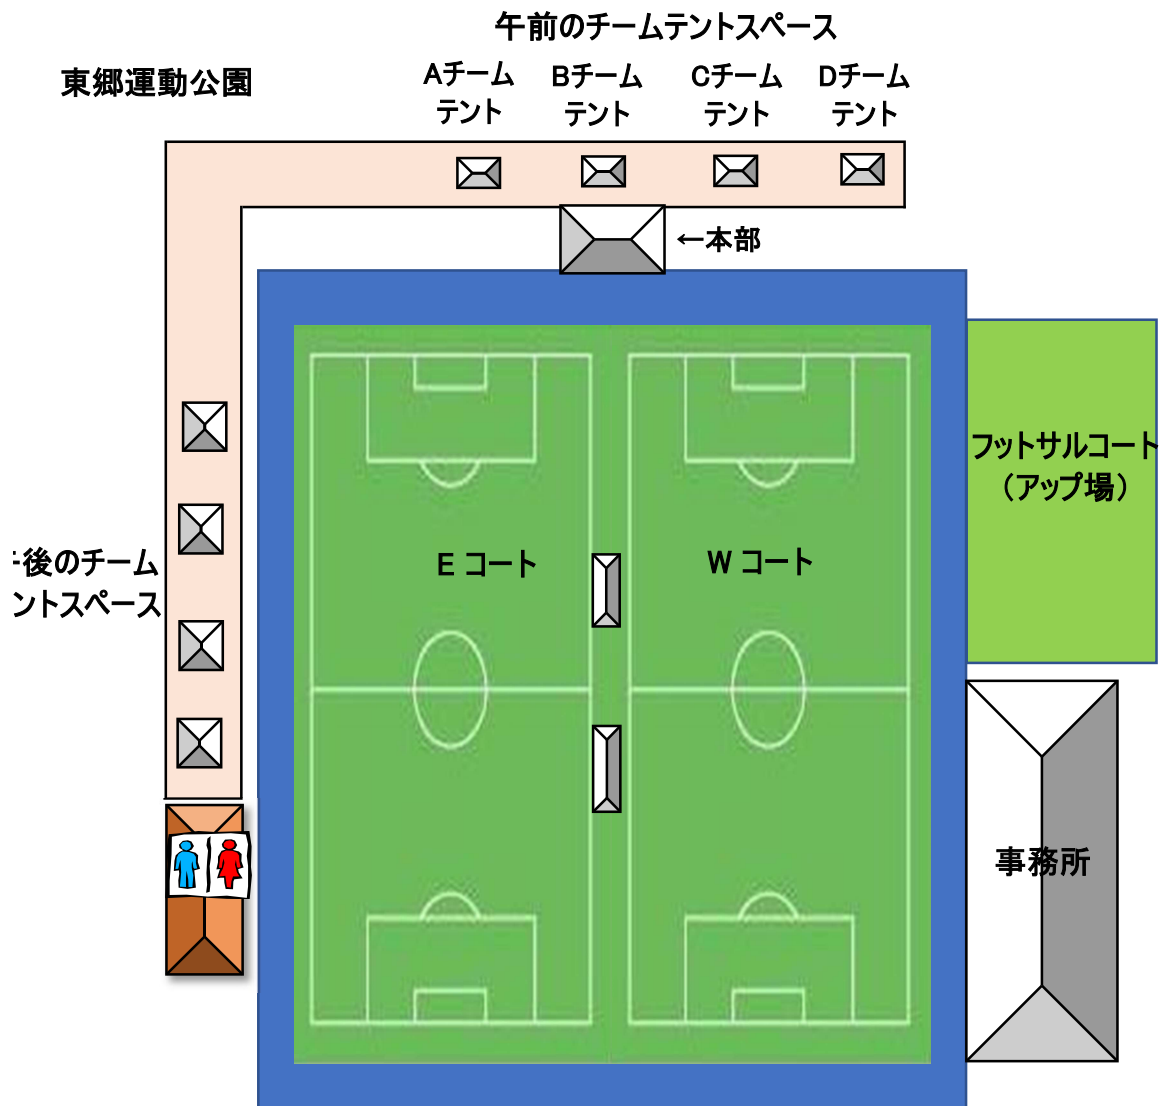 午前のチームテントスペース
東郷運動公園
Aチーム
テント
Bチーム
テント
Cチーム
テント
Dチーム
テント
←本部
フットサルコート
（アップ場）
E コート
W コート
後のチーム
ントスペース
事務所